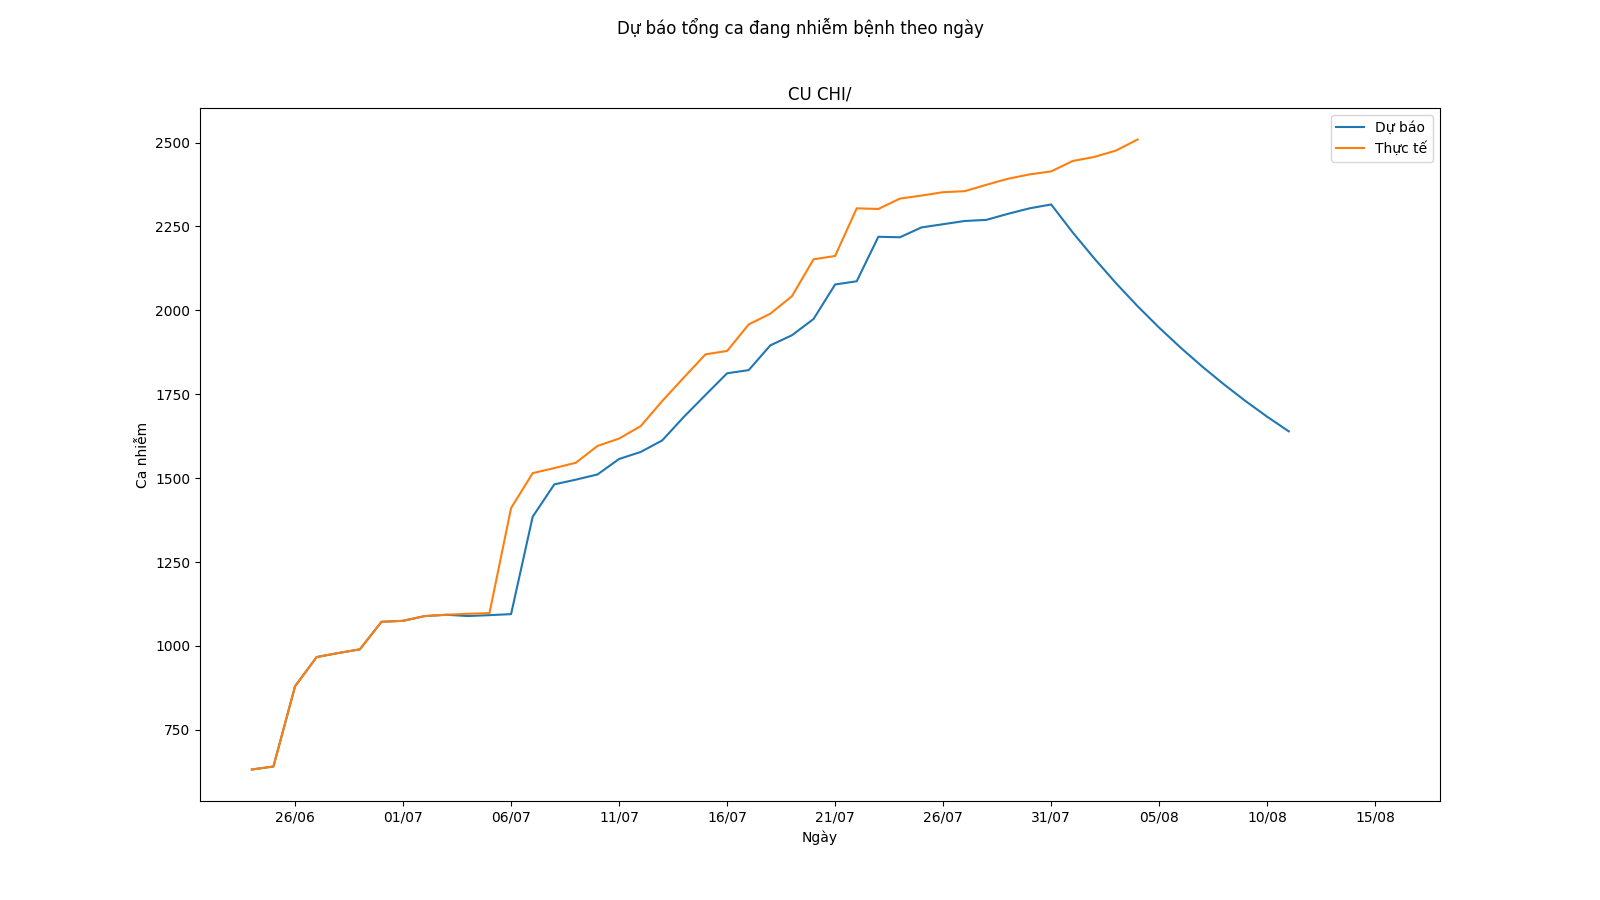 Dự báo tổng ca đang nhiễm bệnh theo ngày
CU CHI/
Dự báo
Thực tế
2500
2250
2000
1750
1500
1250
1000
750
Ca nhiễm
26/06 01/07 06/07 11/07 16/07 21/07 26/07 31/07 05/08 10/08 15/08
Ngày